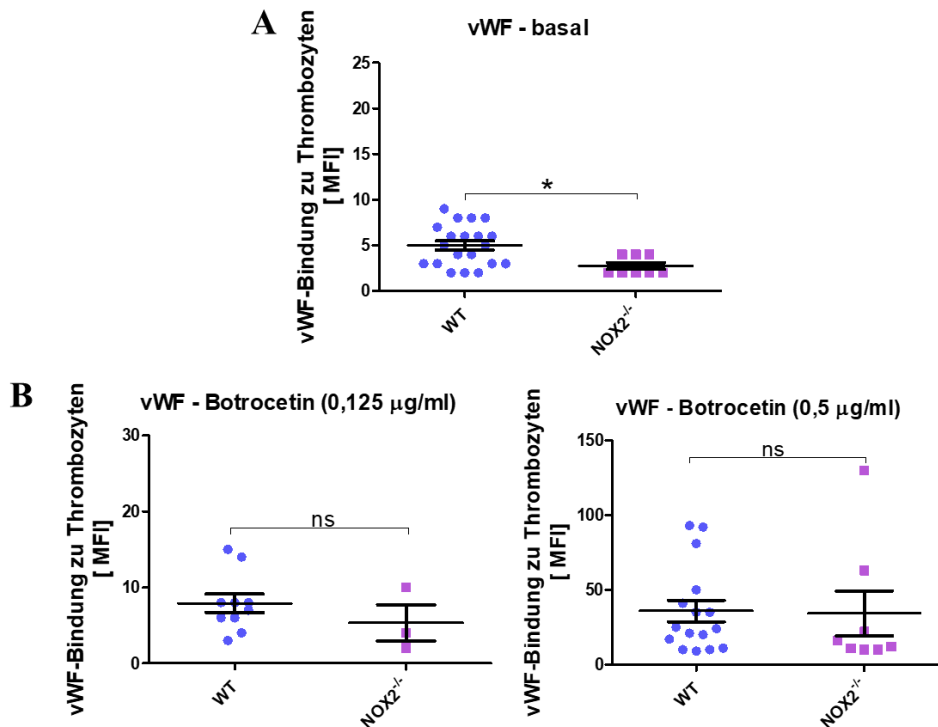 A
vWF - basal
vWF-Bindung zu Thrombozyten
[ MFI]
25
20
15
10
5
0
*
WT
NOX2-/-
B
vWF - Botrocetin (0,125 µg/ml)
vWF-Bindung zu Thrombozyten
[ MFI]
30
20
10
0
ns
WT
NOX2-/-
vWF - Botrocetin (0,5 µg/ml)
vWF-Bindung zu Thrombozyten
[ MFI]
150
100
50
0
ns
WT
NOX2-/-